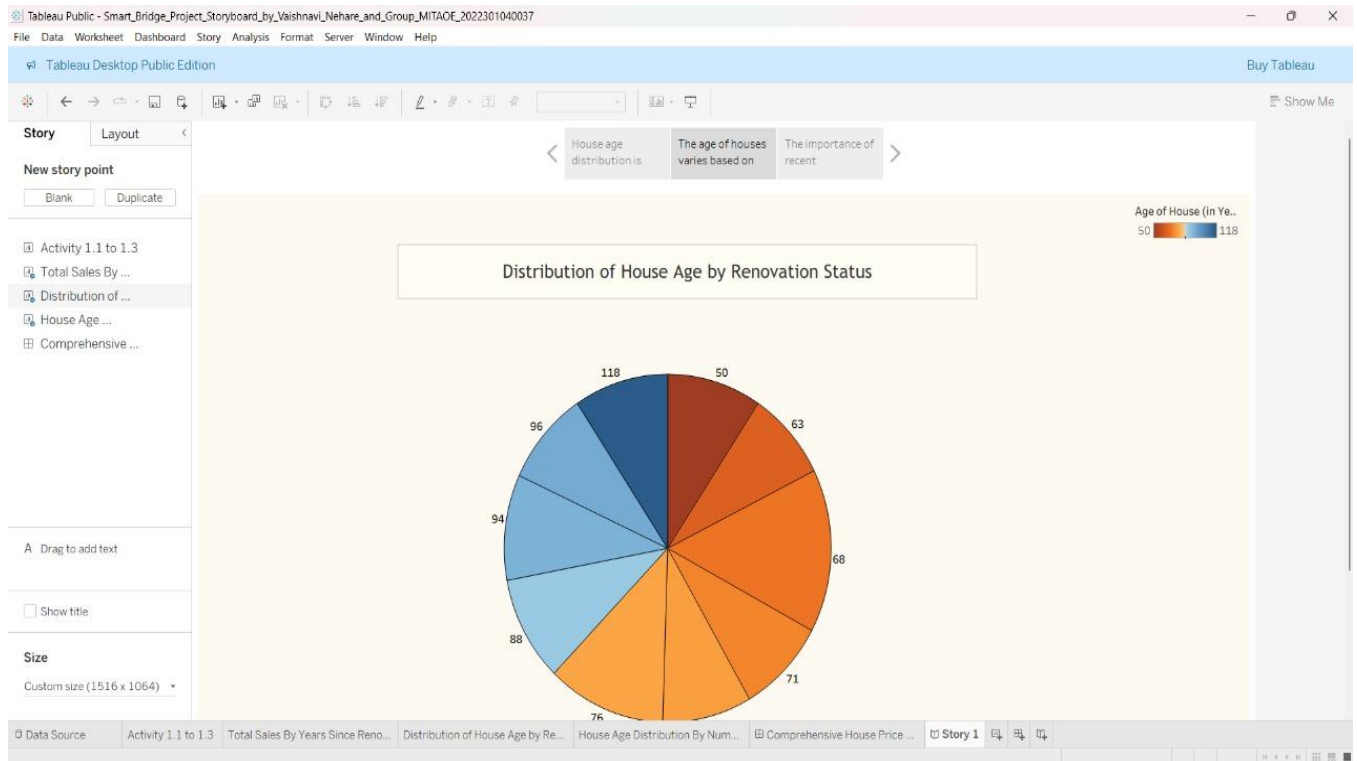 Tableau Public - Smart_Bridge_Project_Storyboard_by_Vaishnavi_Nehare_and_Group_MITAOE_2022301040037
File Data Worksheet Dashboard Story Analysis Format Server Window Help
Tableau Desktop Public Edition
Buy Tableau
Show Me
Story Layout
New story point
Blank Duplicate
Activity 1.1 to 1.3
Total Sales By ...
Distribution of ...
House Age ...
Comprehensive ...
A Drag to add text
Show title
Size
Custom size (1516 x 1064)
House age
distribution is
The age of houses
varies based on
The importance of
recent
Age of House (in Ye..
50 118
Distribution of House Age by Renovation Status
118
50
96
63
94
68
88
71
76
Data Source Activity 1.1 to 1.3 Total Sales By Years Since Reno... Distribution of House Age by Re... House Age Distribution By Num... Comprehensive House Price ... Story 1